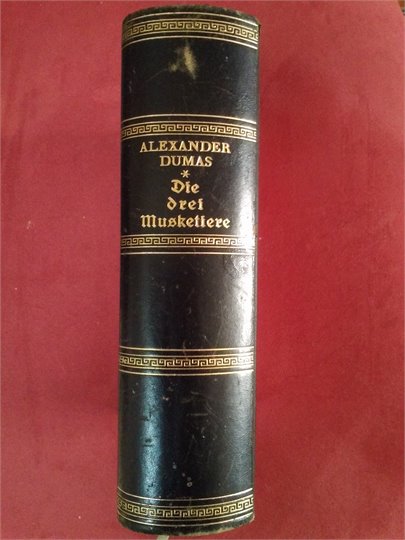 ALEXANDER
DUMAS
*
Die
drei
Musketiere